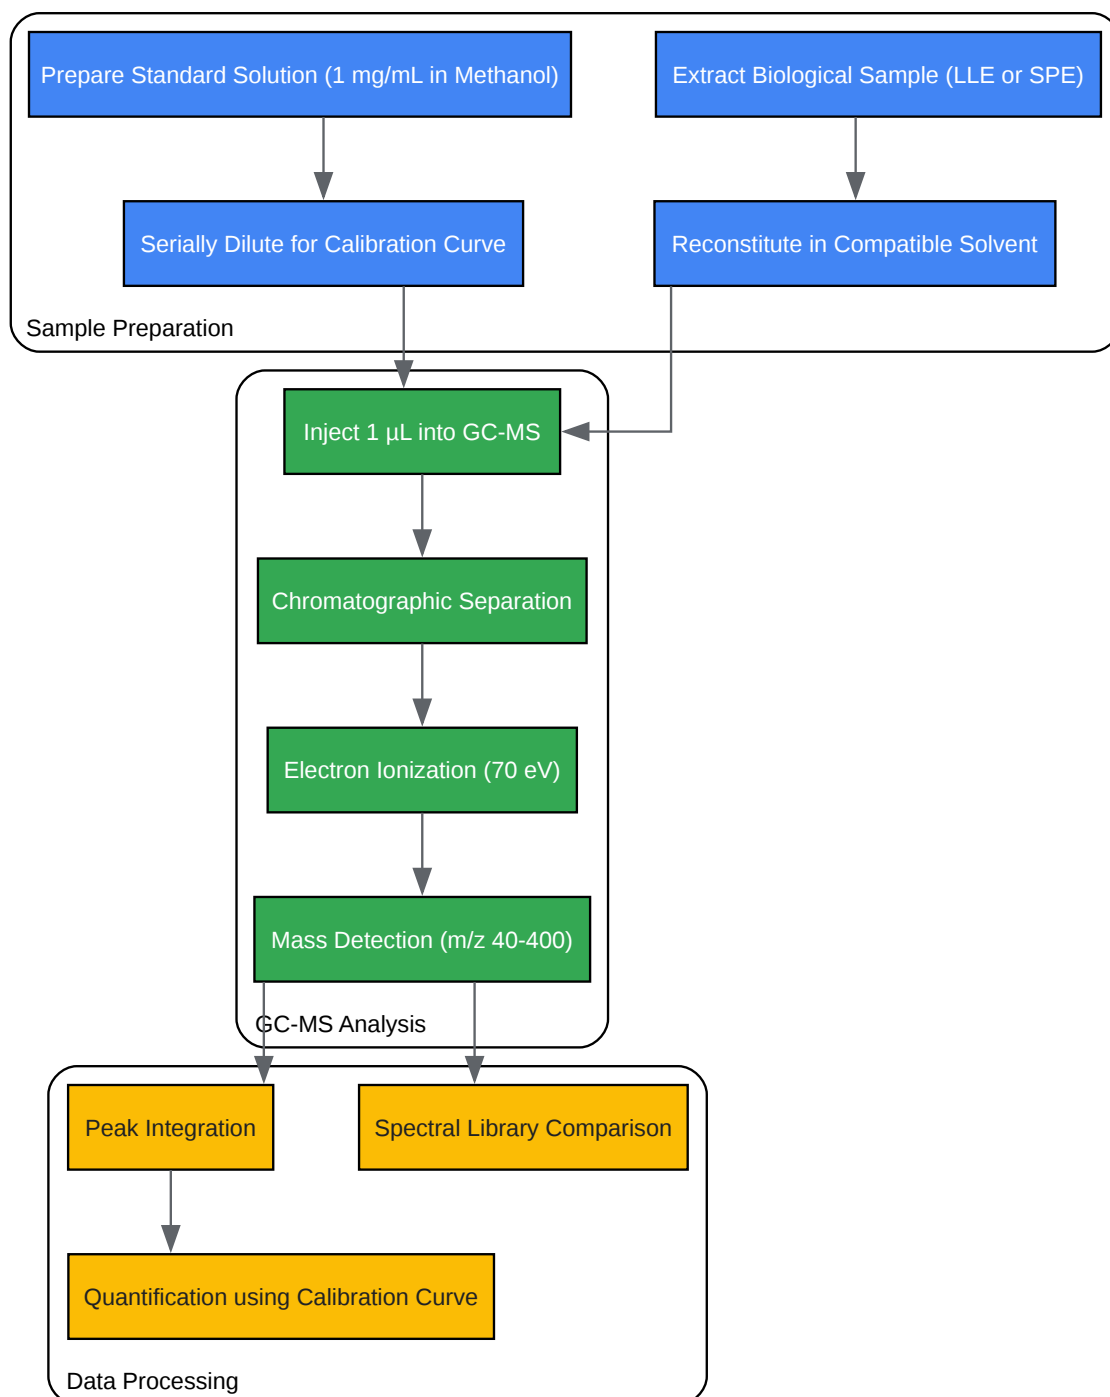 Prepare Standard Solution (1 mg/mL in Methanol)
Extract Biological Sample (LLE or SPE)
Serially Dilute for Calibration Curve
Reconstitute in Compatible Solvent
Sample Preparation
Inject 1 µL into GC-MS
Chromatographic Separation
Electron Ionization (70 eV)
Mass Detection (m/z 40-400)
GC-MS Analysis
Peak Integration
Spectral Library Comparison
Quantification using Calibration Curve
Data Processing